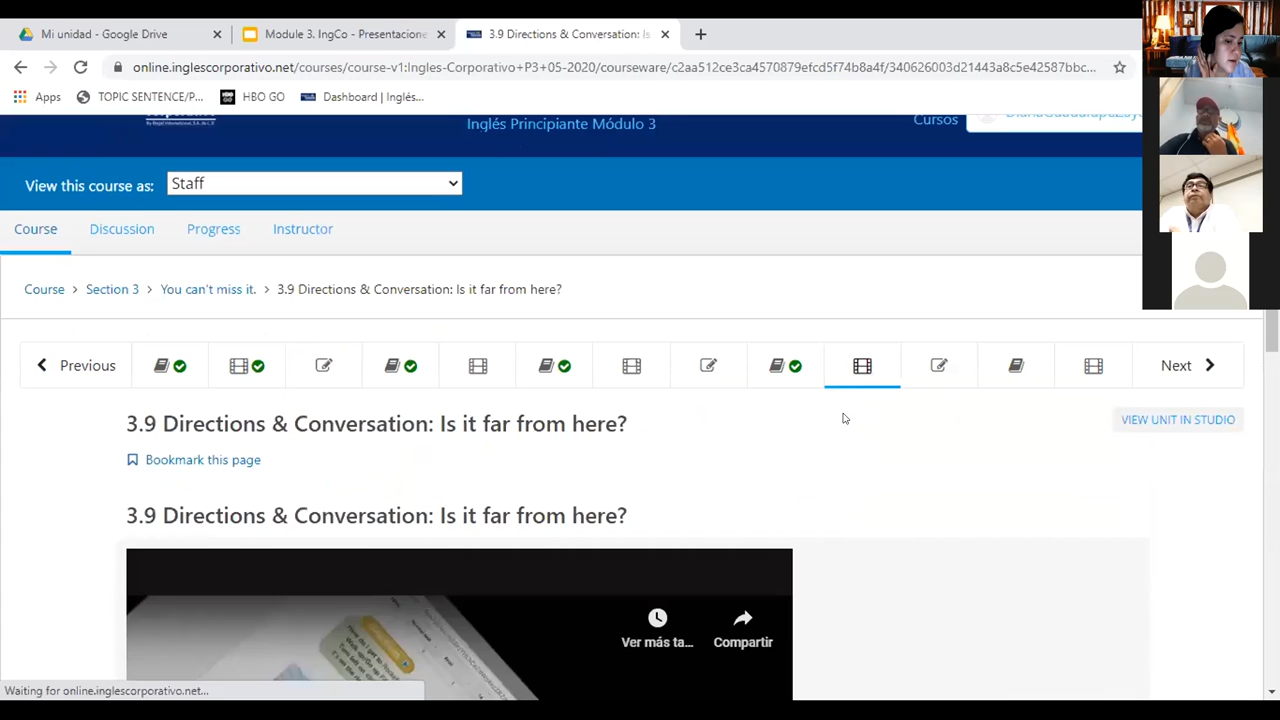 Mi unidad - Google Drive
Module 3. IngCo - Presentacione
3.9 Directions & Conversation: Is
online.inglescorporativo.net/courses/course-v1:Ingles-Corporativo+P3+05-2020/courseware/c2aa512ce3ca4570879efcd5f74b8a4f/340626003d21443a8c5e42587bbc...
Apps
TOPIC SENTENCE/P...
HBO GO
Dashboard | Inglés...
Inglés Principiante Módulo 3
Cursos
View this course as:
Staff
Course
Discussion
Progress
Instructor
Course > Section 3 > You can't miss it. > 3.9 Directions & Conversation: Is it far from here?
Previous
Next
3.9 Directions & Conversation: Is it far from here?
VIEW UNIT IN STUDIO
Bookmark this page
3.9 Directions & Conversation: Is it far from here?
Ver más ta...
Compartir
Waiting for online.inglescorporativo.net...